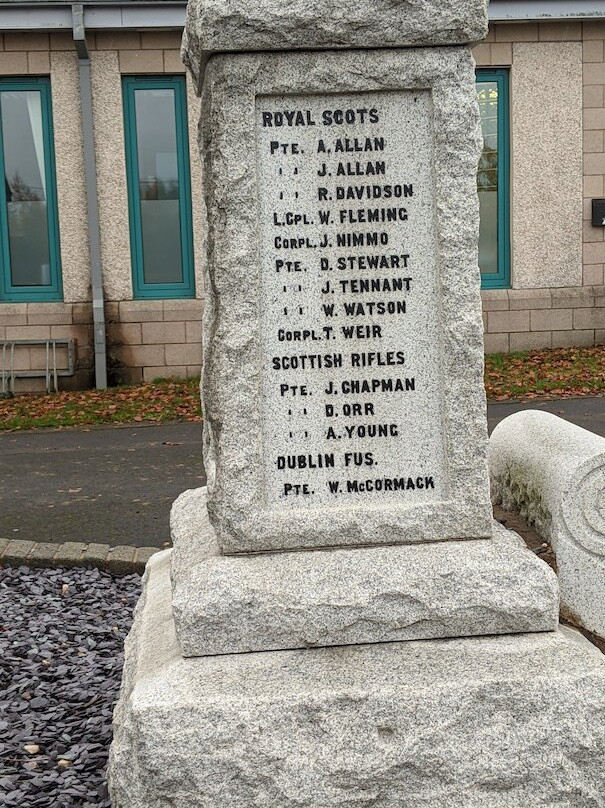 ROYAL SCOTS
PTE. A. ALLAN
" J. ALLAN
" R. DAVIDSON
L.CPL. W. FLEMING
CORPL. J. NIMMO
PTE. D. STEWART
" J. TENNANT
" W. WATSON
CORPL. T. WEIR
SCOTTISH RIFLES
PTE. J. CHAPMAN
" D. ORR
" A. YOUNG
DUBLIN FUS.
PTE. W. McCORMACK